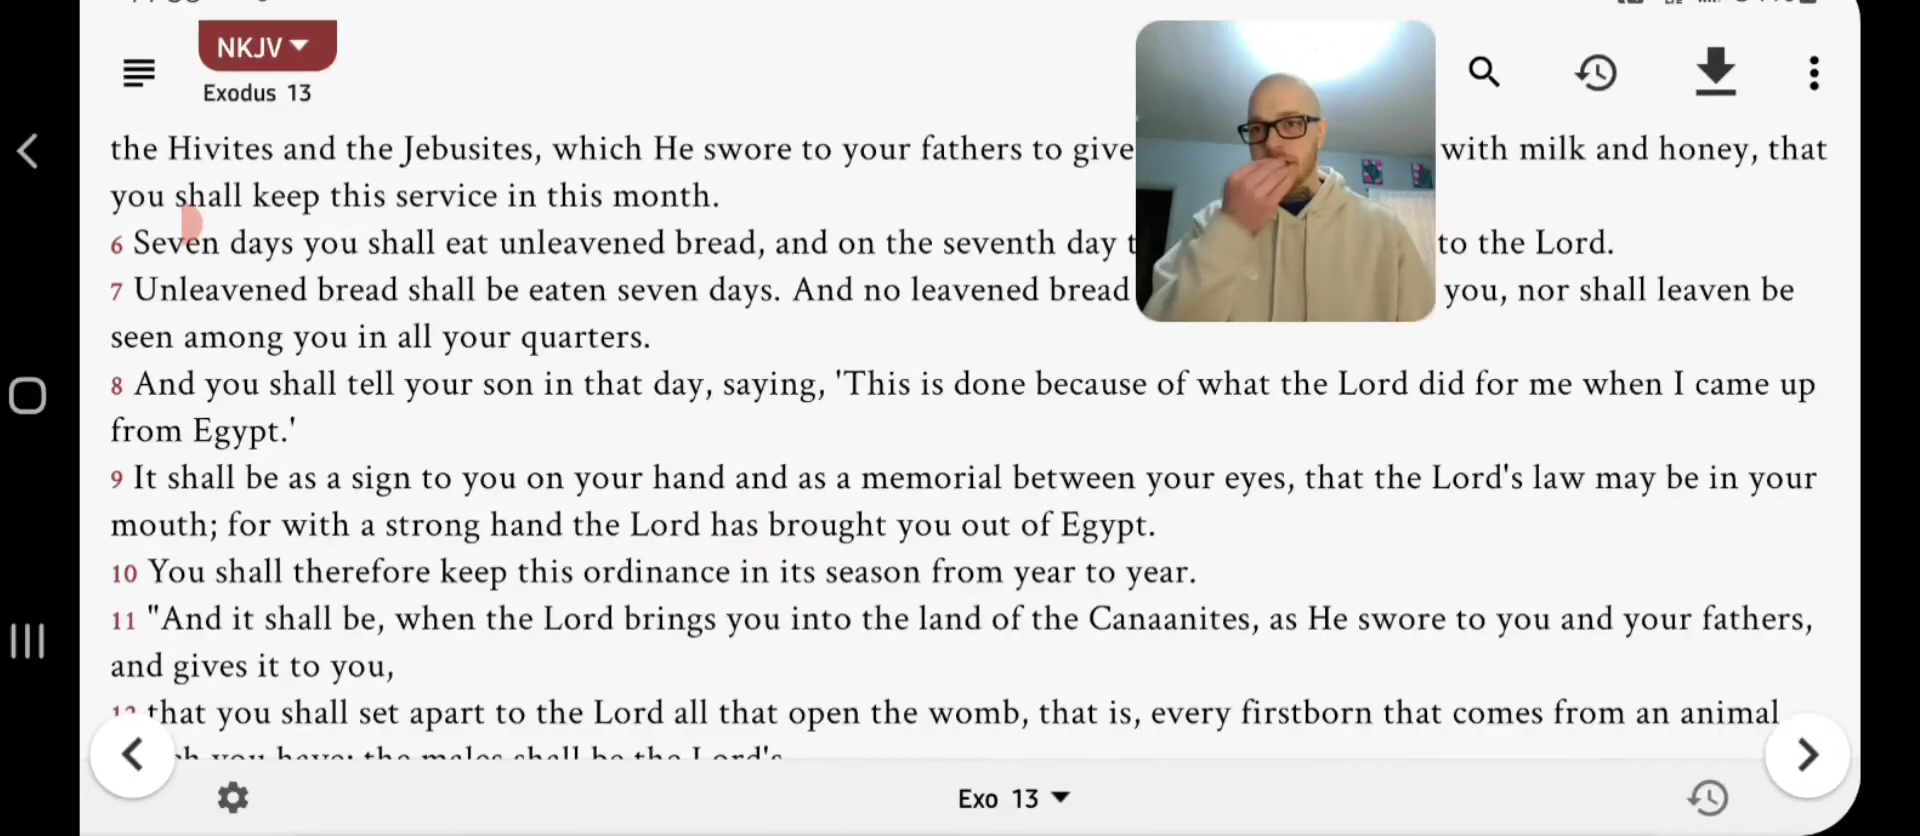 NKJV
Exodus 13
the Hivites and the Jebusites, which He swore to your fathers to give with milk and honey, that
you shall keep this service in this month.
6 Seven days you shall eat unleavened bread, and on the seventh day to the Lord.
7 Unleavened bread shall be eaten seven days. And no leavened bread you, nor shall leaven be
seen among you in all your quarters.
8 And you shall tell your son in that day, saying, 'This is done because of what the Lord did for me when I came up
from Egypt.'
9 It shall be as a sign to you on your hand and as a memorial between your eyes, that the Lord's law may be in your
mouth; for with a strong hand the Lord has brought you out of Egypt.
10 You shall therefore keep this ordinance in its season from year to year.
11 "And it shall be, when the Lord brings you into the land of the Canaanites, as He swore to you and your fathers,
and gives it to you,
12 that you shall set apart to the Lord all that open the womb, that is, every firstborn that comes from an animal
you have; the males shall be the Lord's
Exo 13